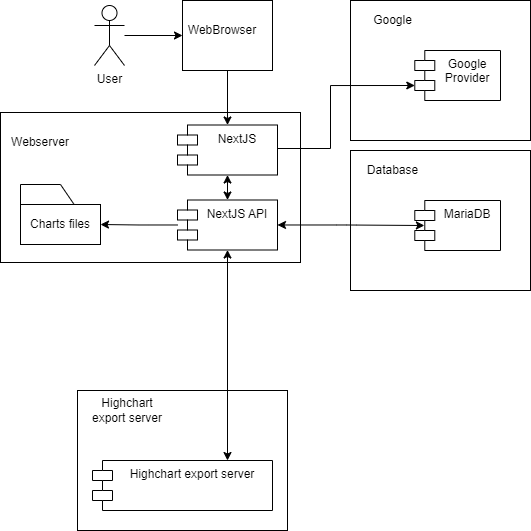 User
WebBrowser
Google
Google
Provider
Webserver
NextJS
NextJS API
Charts files
Database
MariaDB
Highchart
export server
Highchart export server